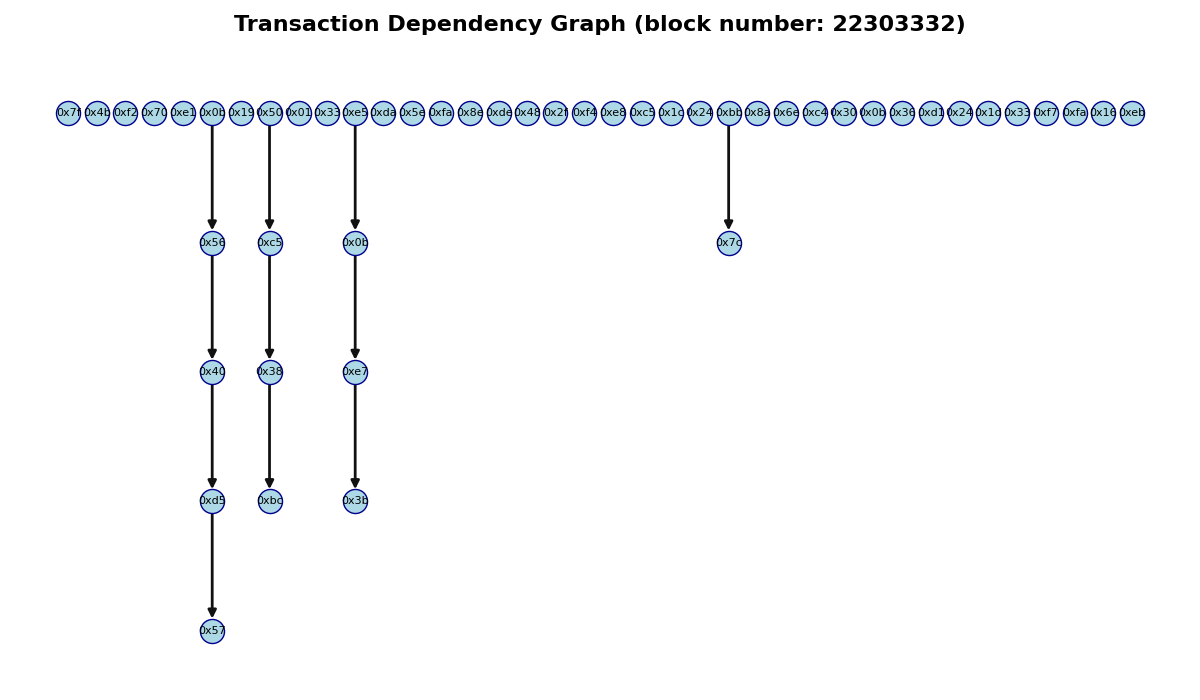 Transaction Dependency Graph (block number: 22303332)
0x7f 0x4b 0xf2 0x70 0xe1 0x0b 0x19 0x50 0x01 0x33 0xe5 0xda 0x5e 0xfa 0x8e 0xde 0x48 0x2f 0xf4 0xe8 0xc5 0x1c 0x24 0xbb 0x8a 0x6e 0xc4 0x30 0x0b 0x36 0xd1 0x24 0x1d 0x33 0xf7 0xfa 0x16 0xeb
0x56 0xc5 0x0b 0x7c
0x40 0x38 0xe7
0xd5 0xbc 0x3b
0x57